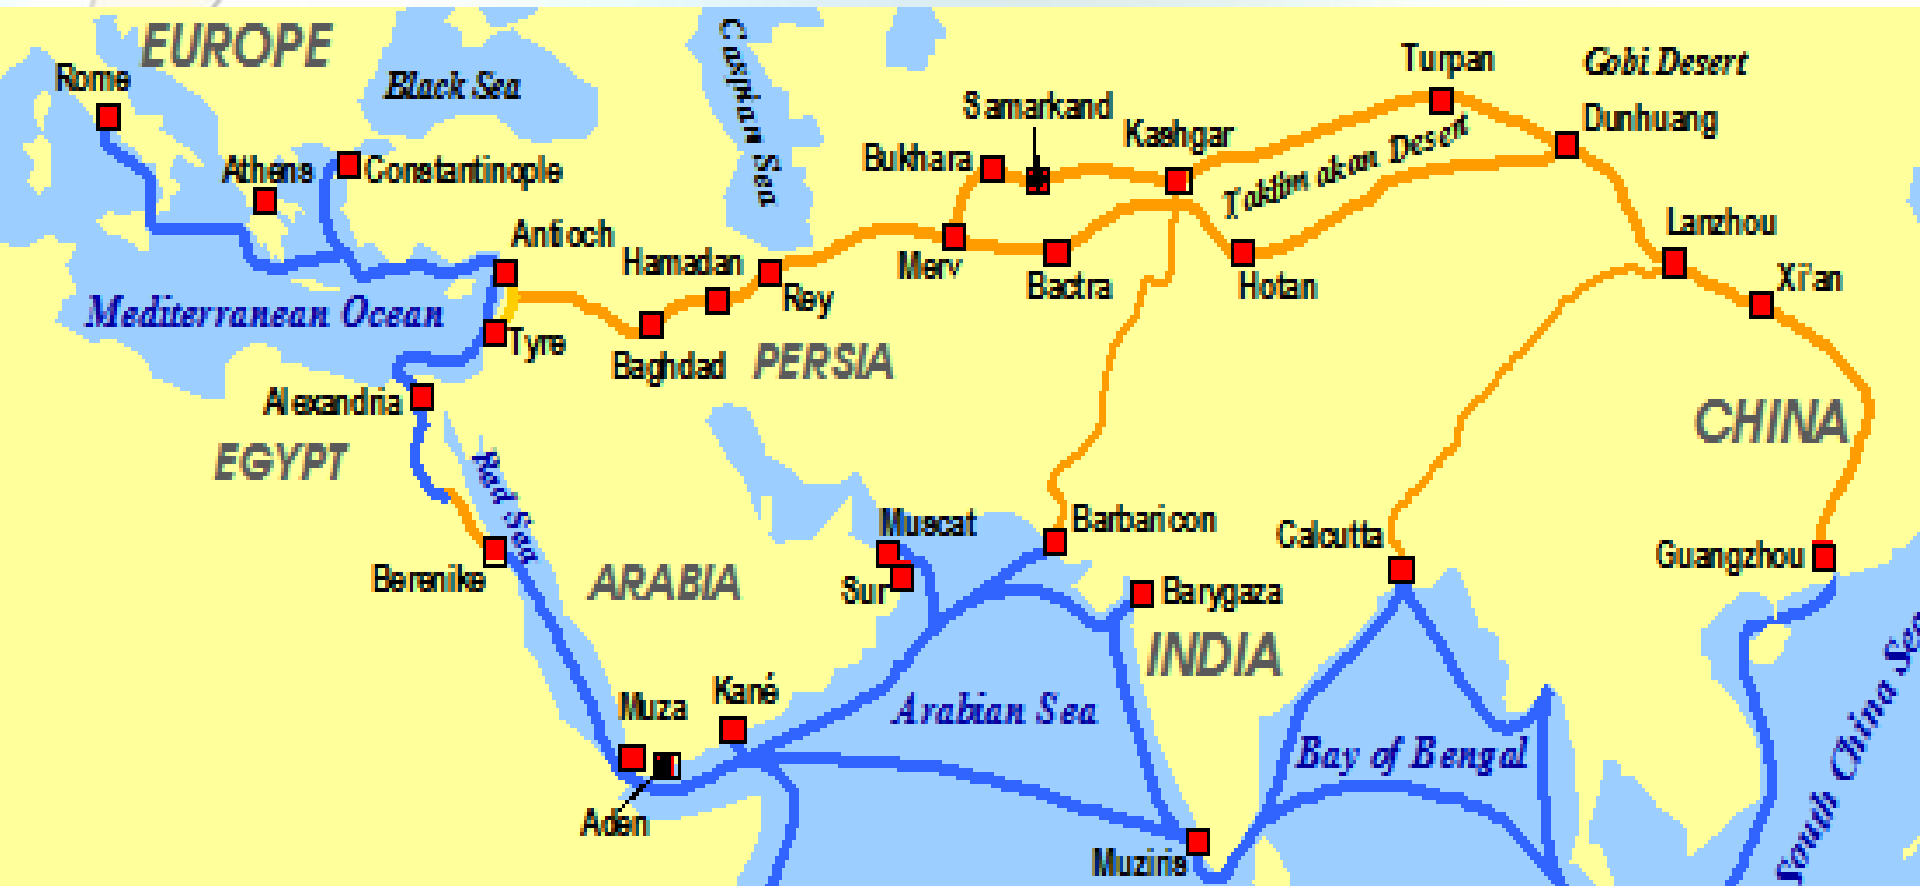 EUROPE
Rome
Black Sea
Caspian Sea
Turpan
Gobi Desert
Samarkand
Dunhuang
Kashgar
Bukhara
Athens
Constantinople
Taklim akan Desert
Antioch
Hamadan
Lanzhou
Merv
Bactra
Hotan
Xi'an
Rey
Mediterranean Ocean
Tyre
Baghdad
PERSIA
Alexandria
CHINA
EGYPT
Red Sea
Muscat
Barbaricon
Calcutta
Guangzhou
Berenike
ARABIA
Sur
Barygaza
INDIA
Muza
Kané
Arabian Sea
Bay of Bengal
South China Sea
Aden
Muziris